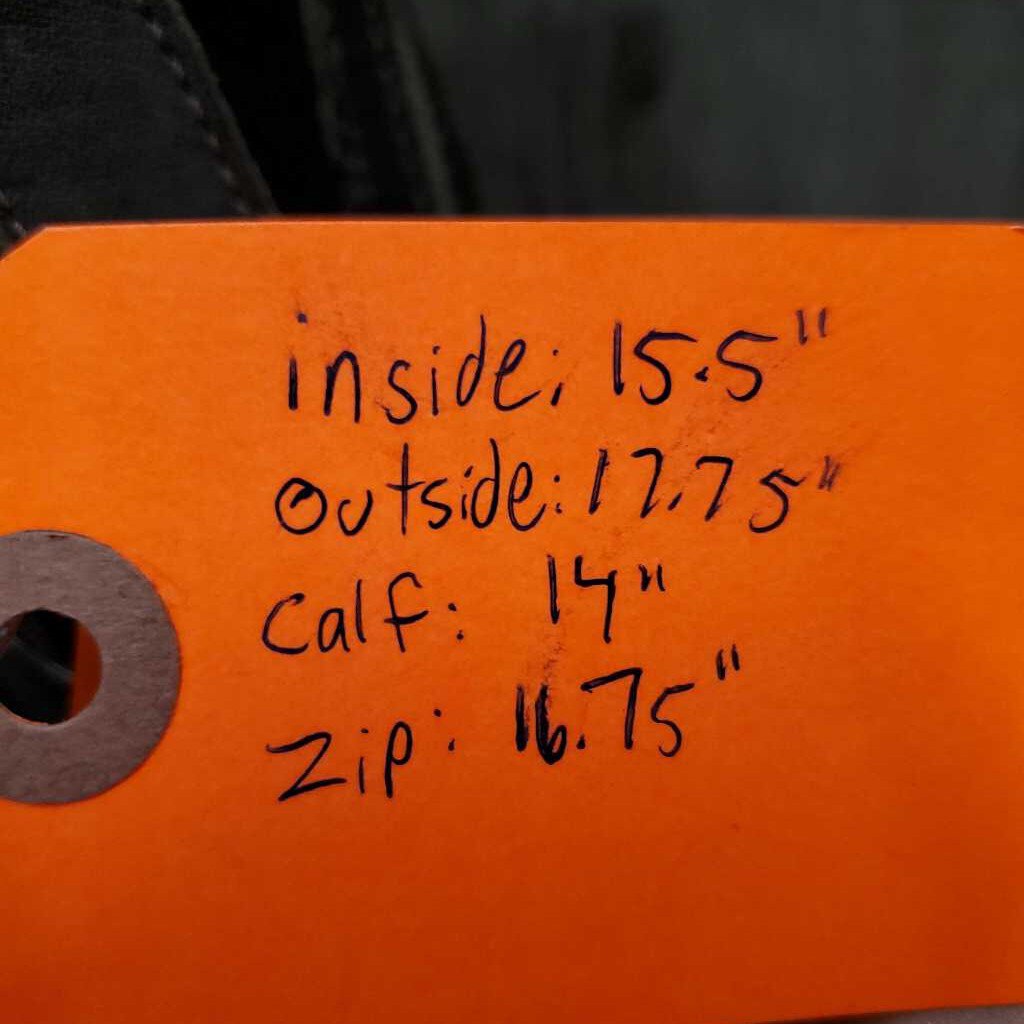 inside: 15.5"
outside: 17.75"
calf: 14"
zip: 16.75"